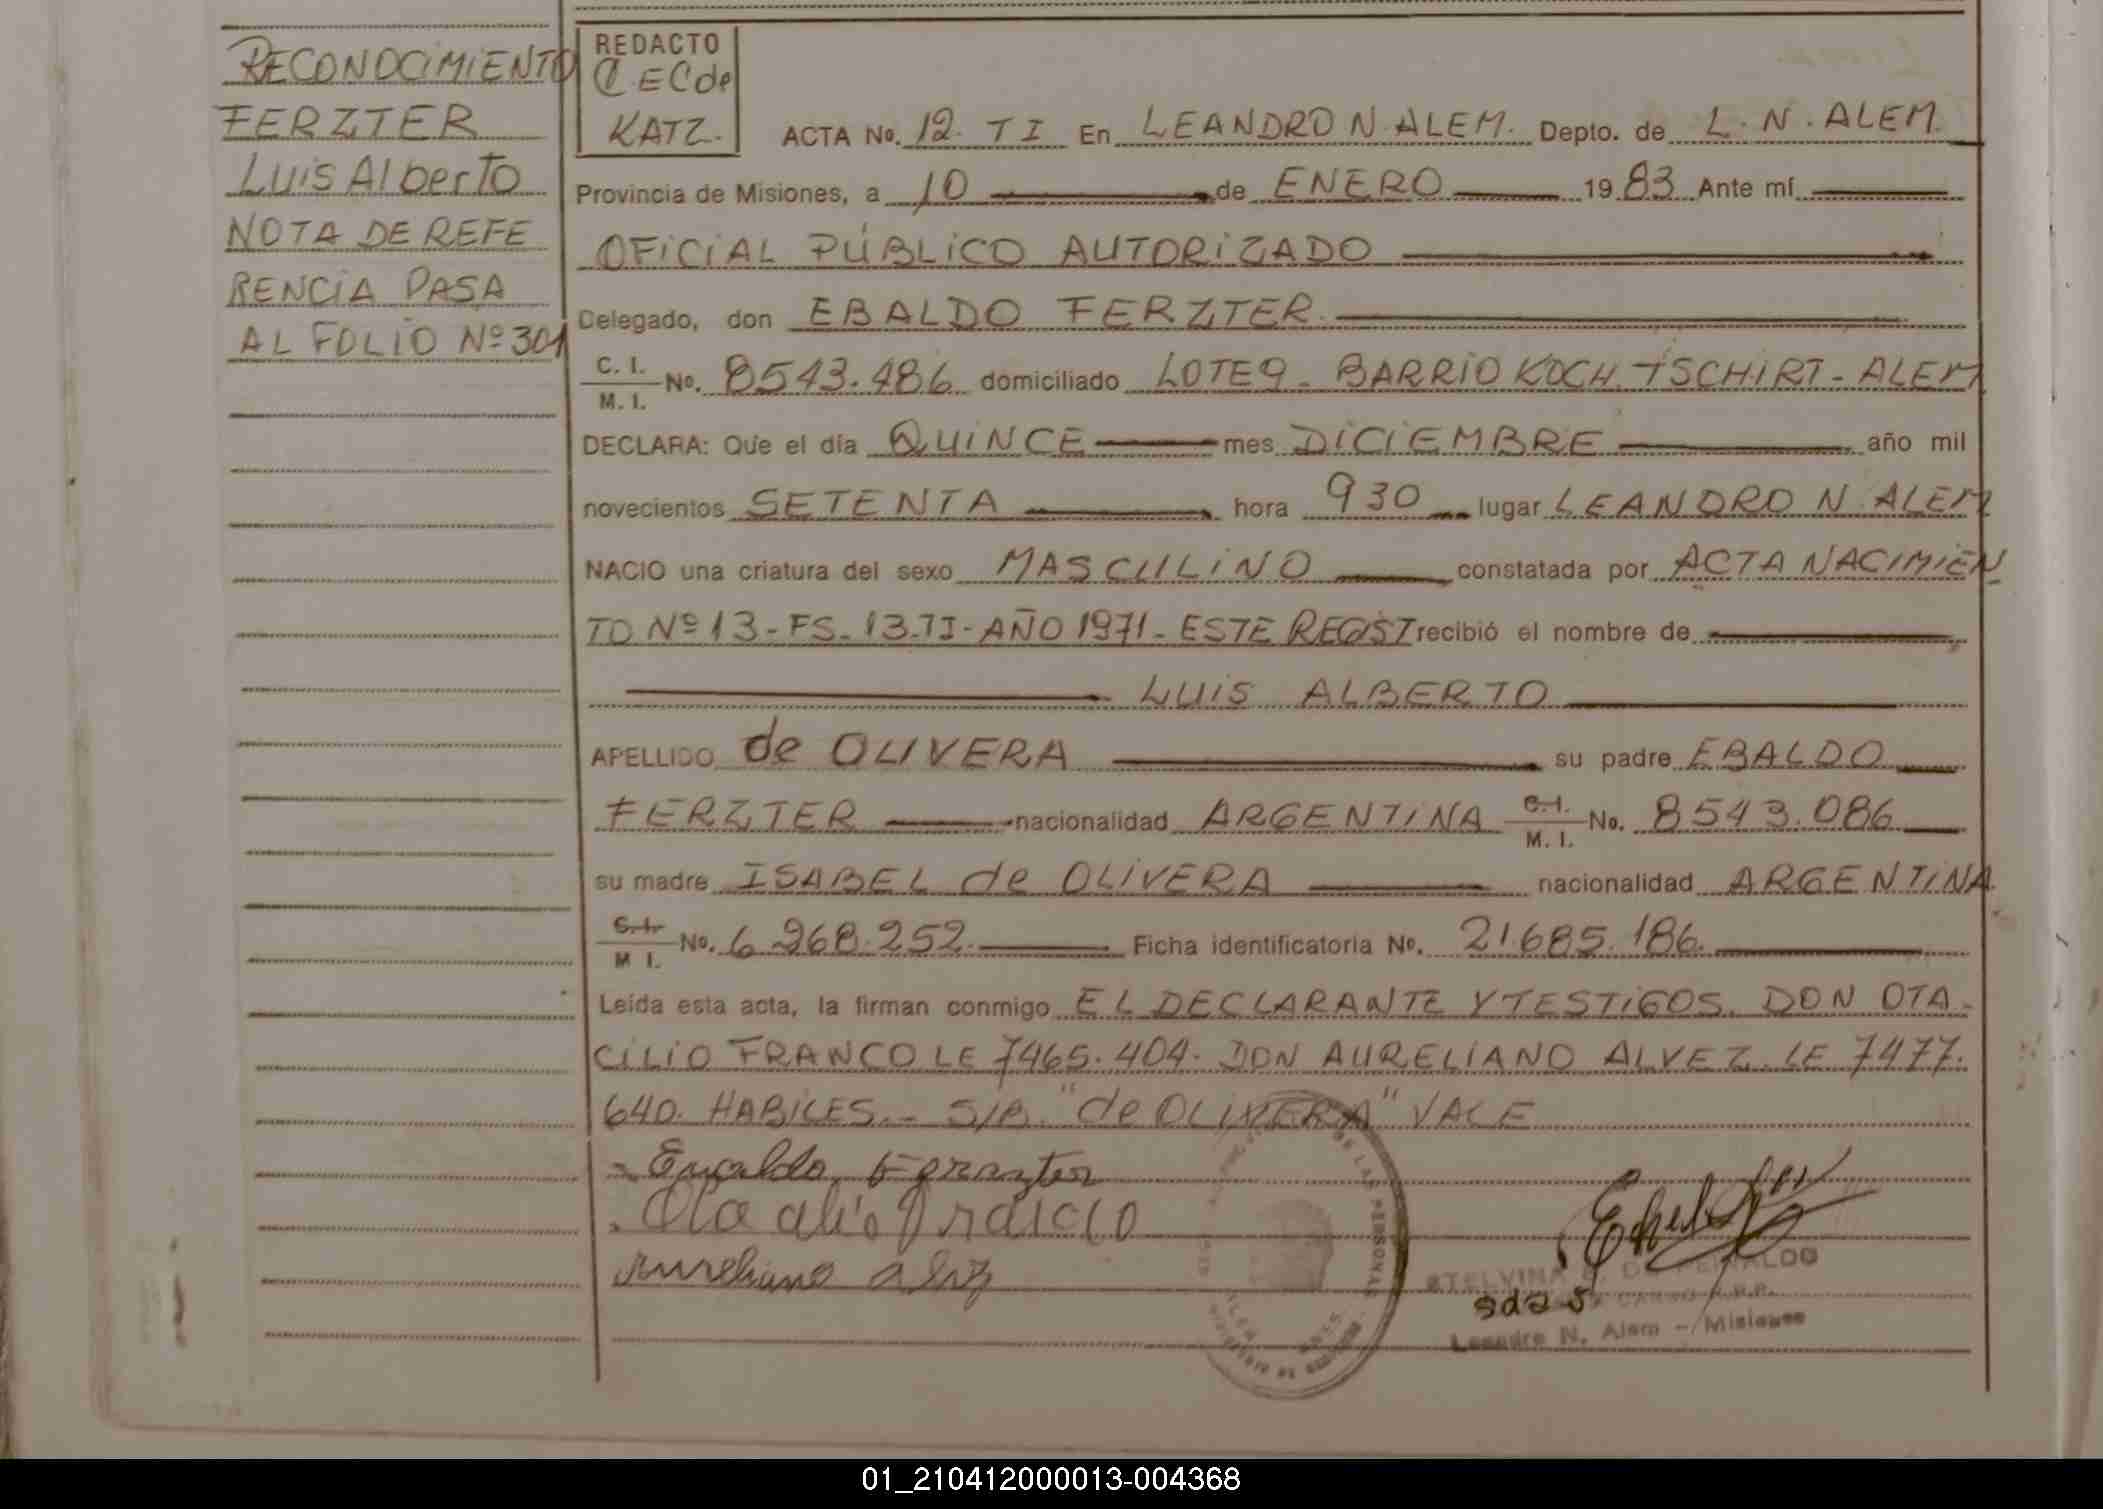 RECONOCIMIENTO
FERZTER
Luis Alberto
NOTA DE REFE
RENCIA PASA
AL FOLIO Nº 301
REDACTO
C EC de
KATZ.
ACTA No. 12. T I En LEANDRO N. ALEM. Depto. de L. N. ALEM.
Provincia de Misiones, a 10 de ENERO 1983 Ante mí
OFICIAL PÚBLICO AUTORIZADO
Delegado, don EBALDO FERZTER.
C. I.
M. I. No. 8543.486 domiciliado LOTE 9 - BARRIO KOCH TSCHIRT - ALEM
DECLARA: Que el día QUINCE mes DICIEMBRE año mil
novecientos SETENTA hora 930 lugar LEANDRO N. ALEM
NACIO una criatura del sexo MASCULINO constatada por ACTA NACIMIEN
TO Nº 13 - FS - 13 - TI - AÑO 1971 - ESTE REGIST recibió el nombre de
LUIS ALBERTO
APELLIDO de OLIVERA su padre EBALDO
FERZTER nacionalidad ARGENTINA C. I. M. I. No. 8543.086
su madre ISABEL de OLIVERA nacionalidad ARGENTINA
C. I. M I. No. 6.268.252. Ficha identificatoria No. 21685.186.
Leída esta acta, la firman conmigo EL DECLARANTE Y TESTIGOS. DON OTA-
CILIO FRANCO LE 7465.404. DON AURELIANO ALVEZ. LE 7477.
640. HABILES.- S/B. "de OLIVERA" VALE
DE LAS PERSONAS
Leandro N. Alem - Misiones
01_210412000013-004368